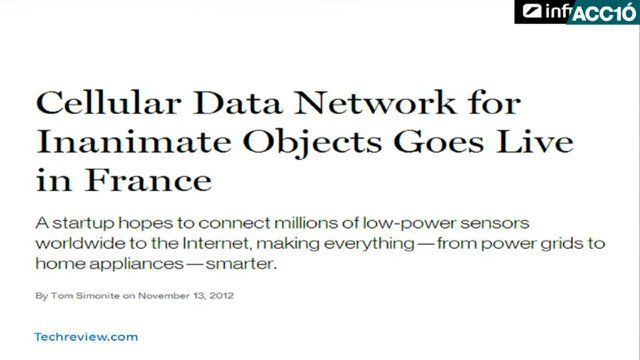 ACC1Ó
Cellular Data Network for
Inanimate Objects Goes Live
in France
A startup hopes to connect millions of low-power sensors
worldwide to the Internet, making everything—from power grids to
home appliances—smarter.
By Tom Simonite on November 13, 2012
Techreview.com